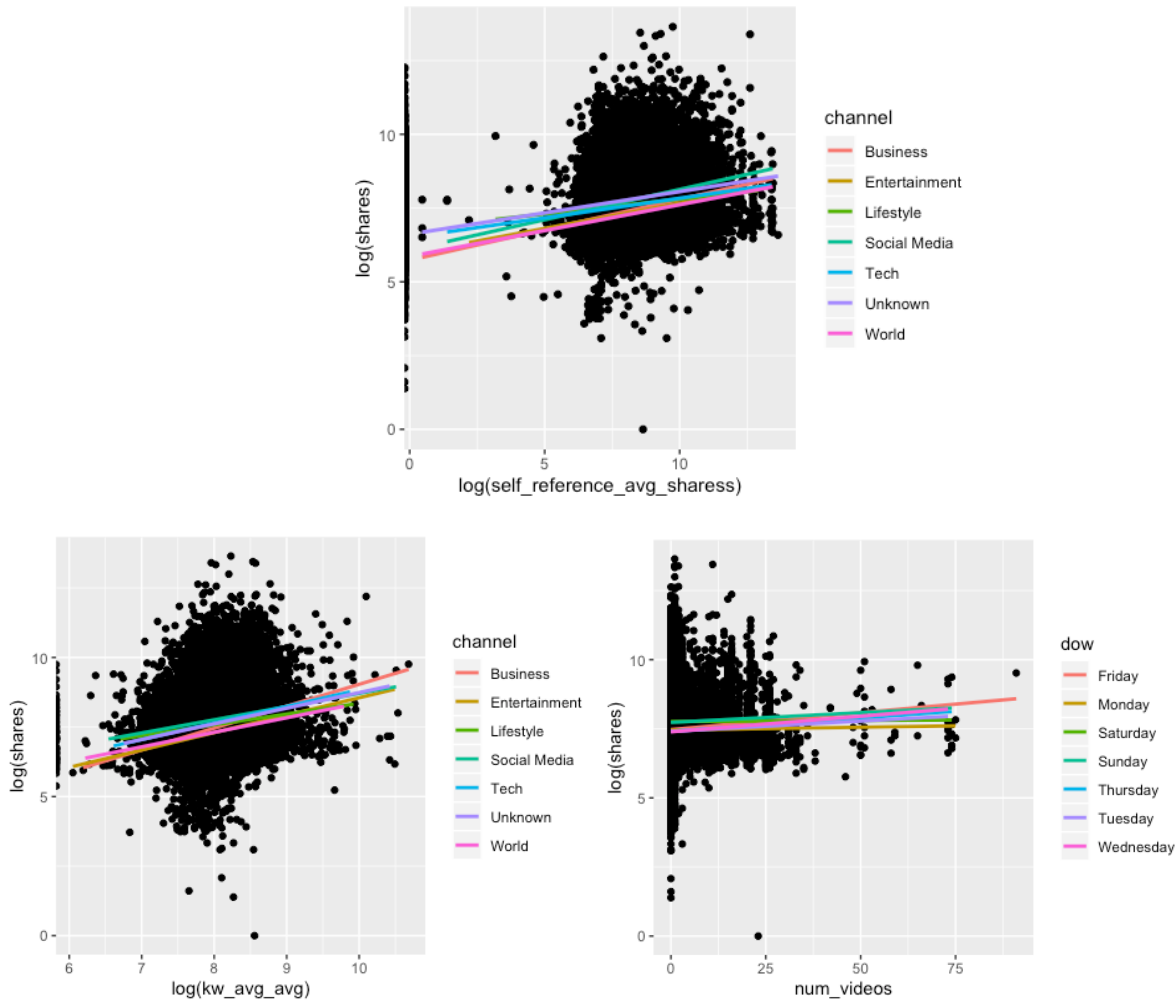 log(shares)
10
5
0
0
5
10
log(self_reference_avg_sharess)
channel
Business
Entertainment
Lifestyle
Social Media
Tech
Unknown
World
log(shares)
10
5
0
6
7
8
9
10
log(kw_avg_avg)
channel
Business
Entertainment
Lifestyle
Social Media
Tech
Unknown
World
log(shares)
10
5
0
0
25
50
75
num_videos
dow
Friday
Monday
Saturday
Sunday
Thursday
Tuesday
Wednesday